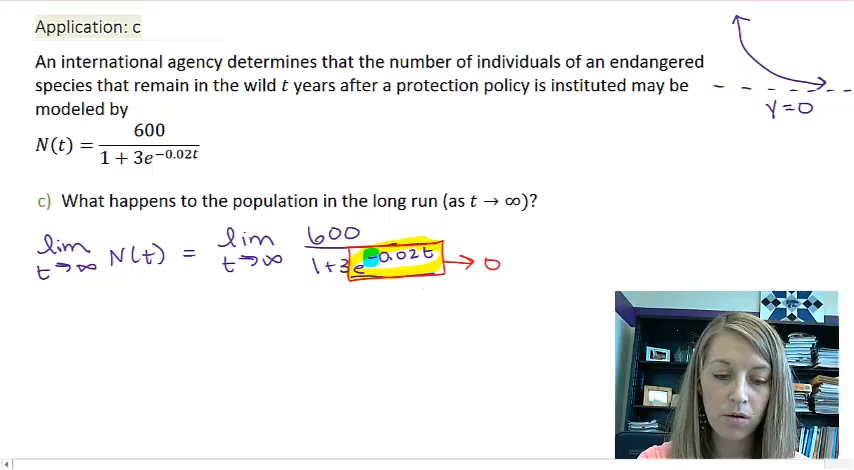 Application: c
An international agency determines that the number of individuals of an endangered
species that remain in the wild t years after a protection policy is instituted may be
modeled by
N(t) = 600 / (1 + 3e^{−0.02t})
c) What happens to the population in the long run (as t → ∞)?
lim t→∞ N(t) = lim t→∞ 600 / (1+3e^{-0.02t}) → 0
y=0